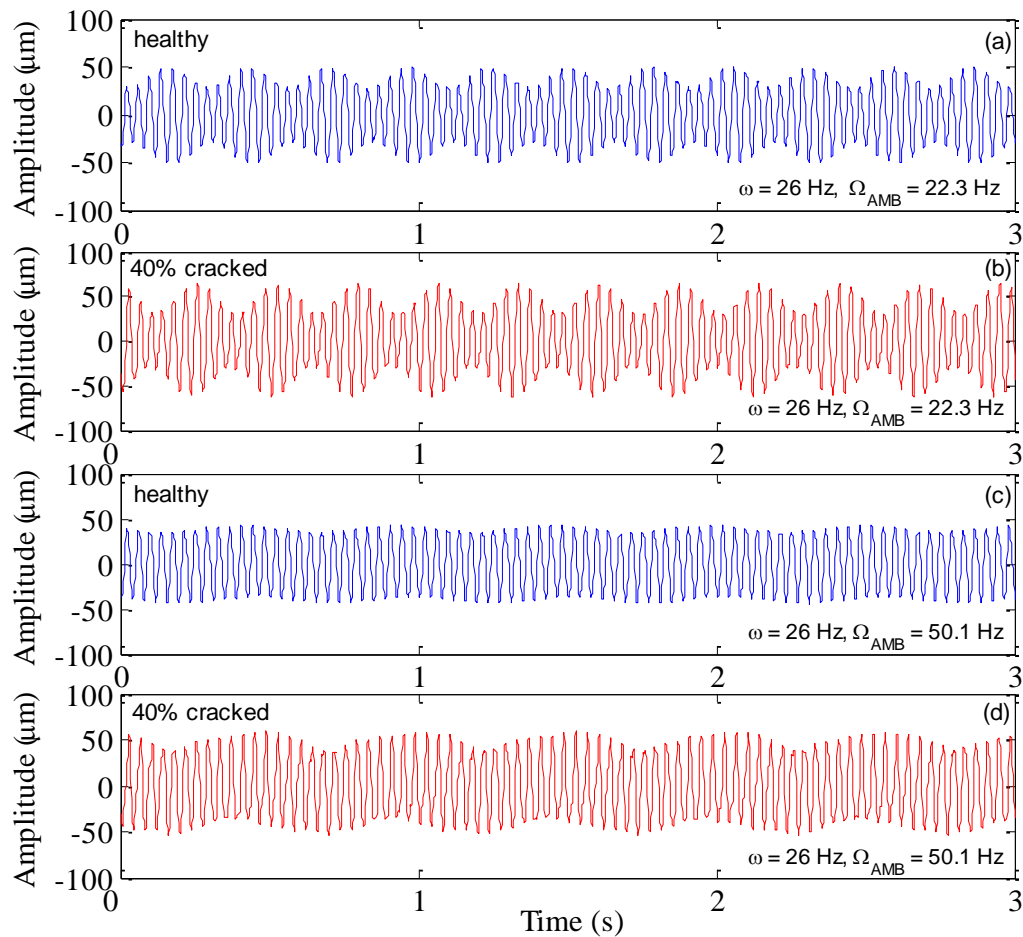 100
healthy
(a)
50
0
-50
ω = 26 Hz, Ω_AMB = 22.3 Hz
-100
0 1 2 3
Amplitude (µm)
100
40% cracked
(b)
50
0
-50
ω = 26 Hz, Ω_AMB = 22.3 Hz
-100
0 1 2 3
Amplitude (µm)
100
healthy
(c)
50
0
-50
ω = 26 Hz, Ω_AMB = 50.1 Hz
-100
0 1 2 3
Amplitude (µm)
100
40% cracked
(d)
50
0
-50
ω = 26 Hz, Ω_AMB = 50.1 Hz
-100
0 1 2 3
Amplitude (µm)
Time (s)